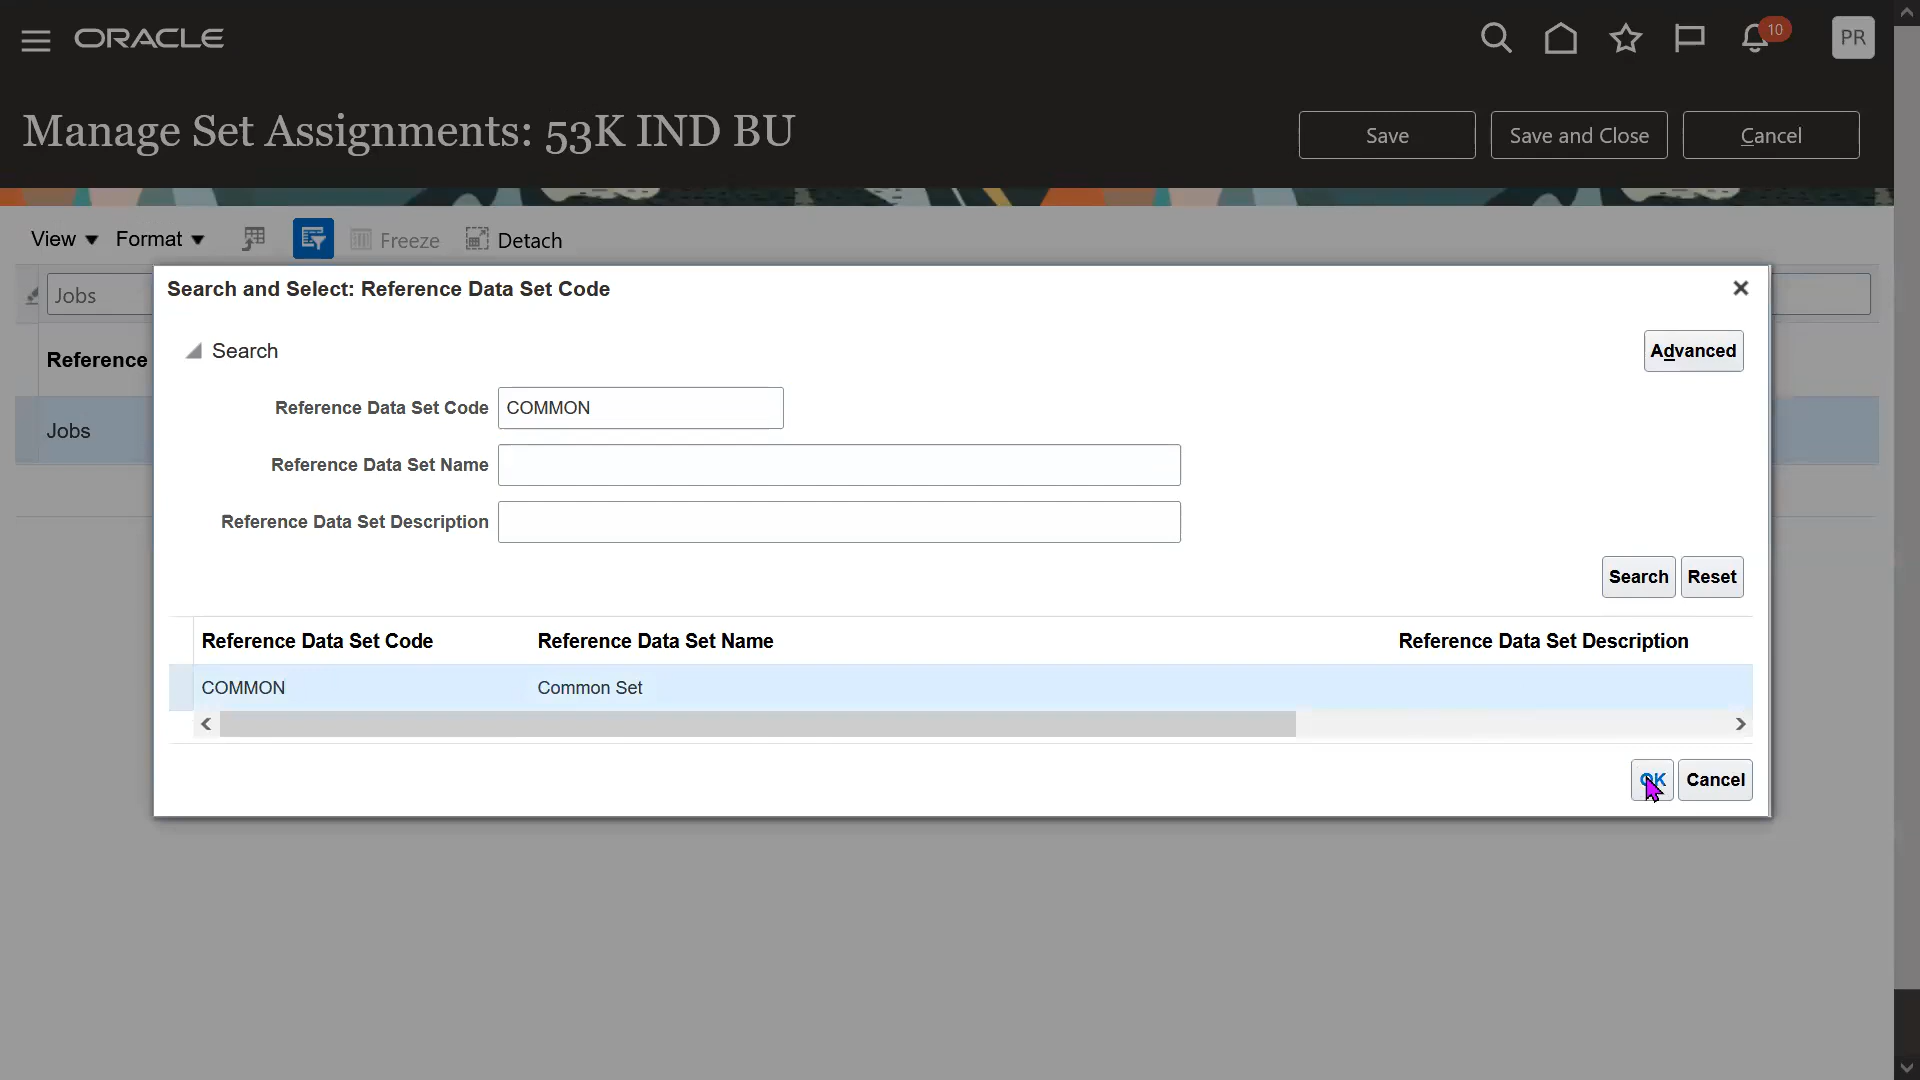 ORACLE
10
PR
Manage Set Assignments: 53K IND BU
Save
Save and Close
Cancel
View
Format
Freeze
Detach
Jobs
Search and Select: Reference Data Set Code
Search
Advanced
Reference
Jobs
Reference Data Set Code COMMON
Reference Data Set Name
Reference Data Set Description
Search Reset
Reference Data Set Code Reference Data Set Name Reference Data Set Description
COMMON Common Set
OK Cancel